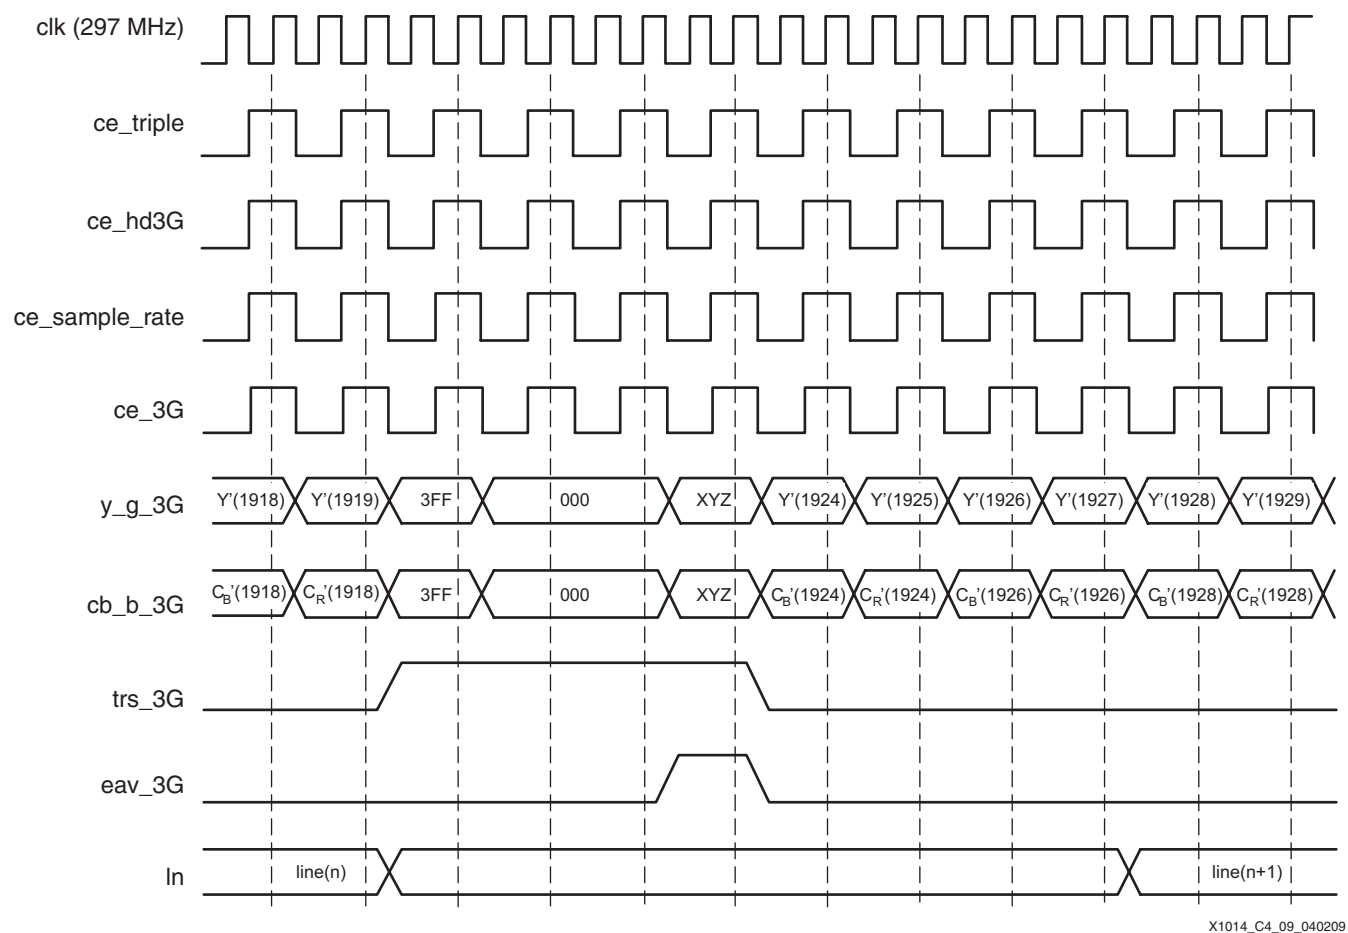 clk (297 MHz)
ce_triple
ce_hd3G
ce_sample_rate
ce_3G
y_g_3G Y’(1918) Y’(1919) 3FF 000 XYZ Y’(1924) Y’(1925) Y’(1926) Y’(1927) Y’(1928) Y’(1929)
cb_b_3G CB’(1918) CR’(1918) 3FF 000 XYZ CB’(1924) CR’(1924) CB’(1926) CR’(1926) CB’(1928) CR’(1928)
trs_3G
eav_3G
ln line(n) line(n+1)
X1014_C4_09_040209